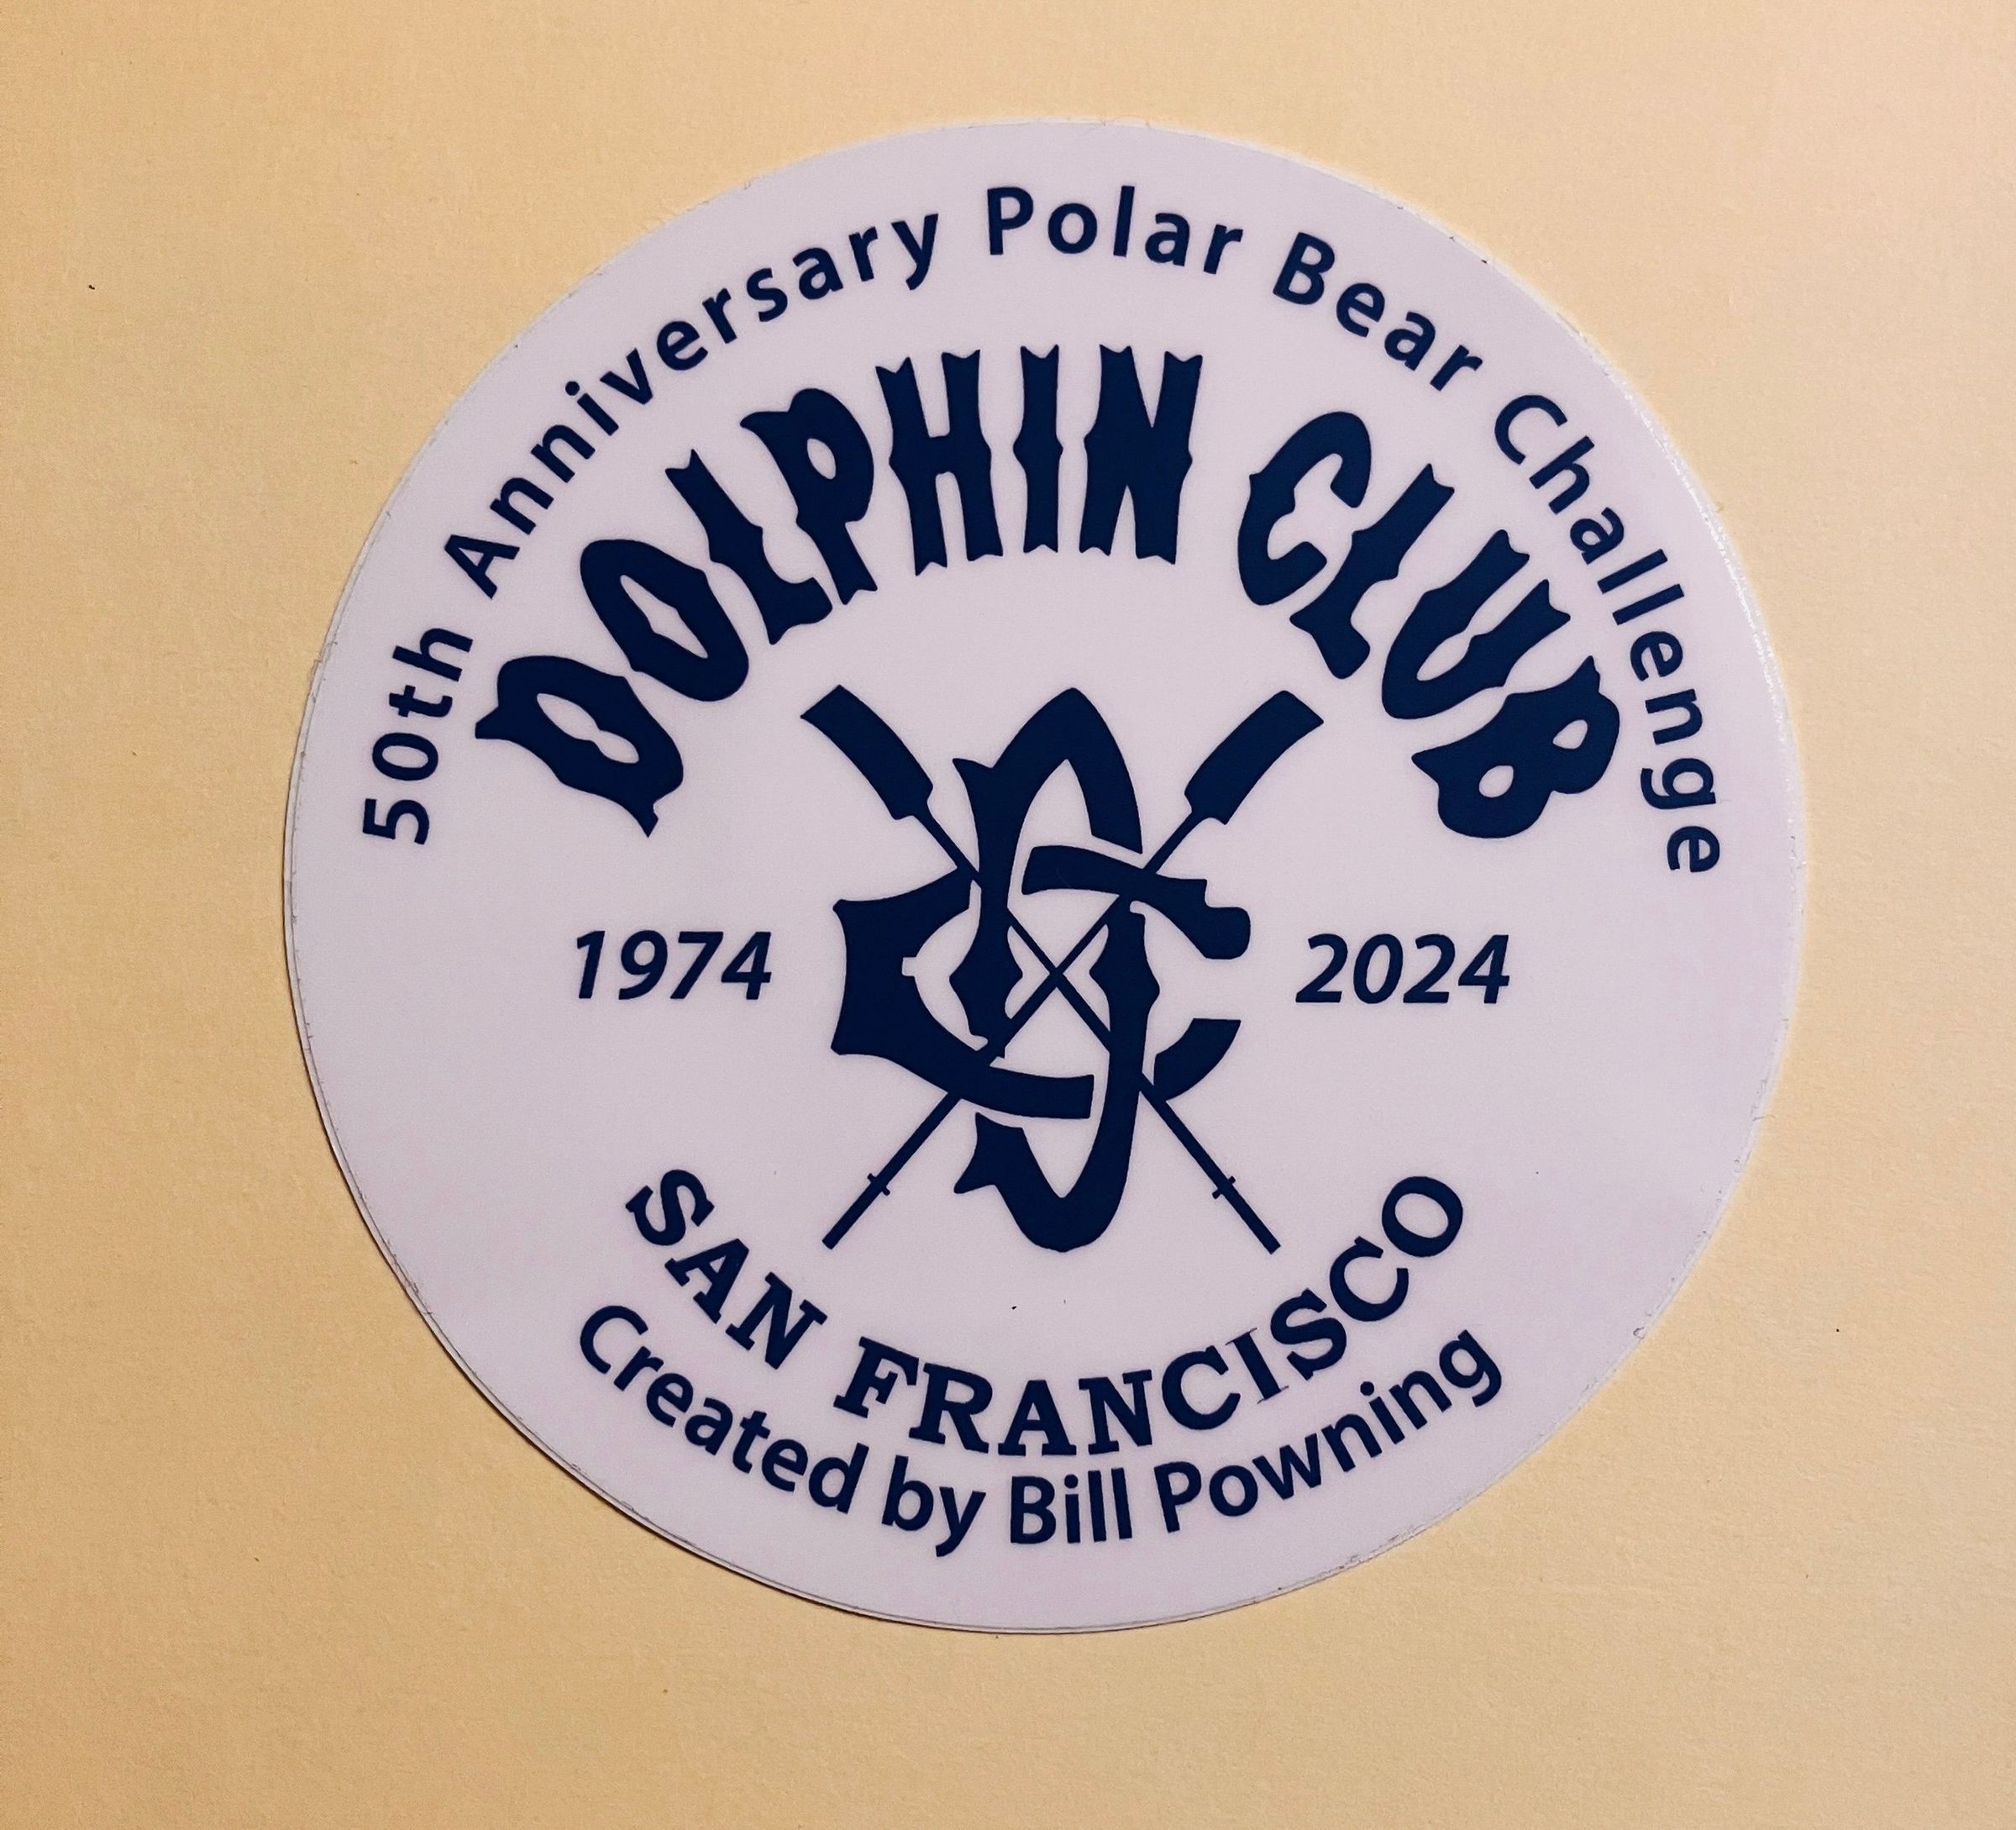 50th Anniversary Polar Bear Challenge
DOLPHIN CLUB
1974
2024
SAN FRANCISCO
Created by Bill Powning